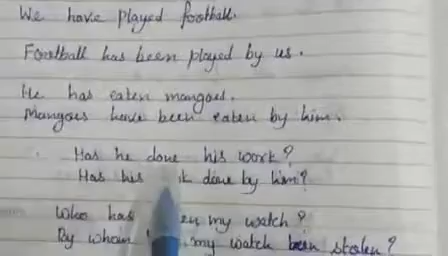 We have played football.
Football has been played by us.
He has eaten mangoes.
Mangoes have been eaten by him.
Has he done his work?
Has his done by him?
Who has my watch?
By whom my watch been stolen?